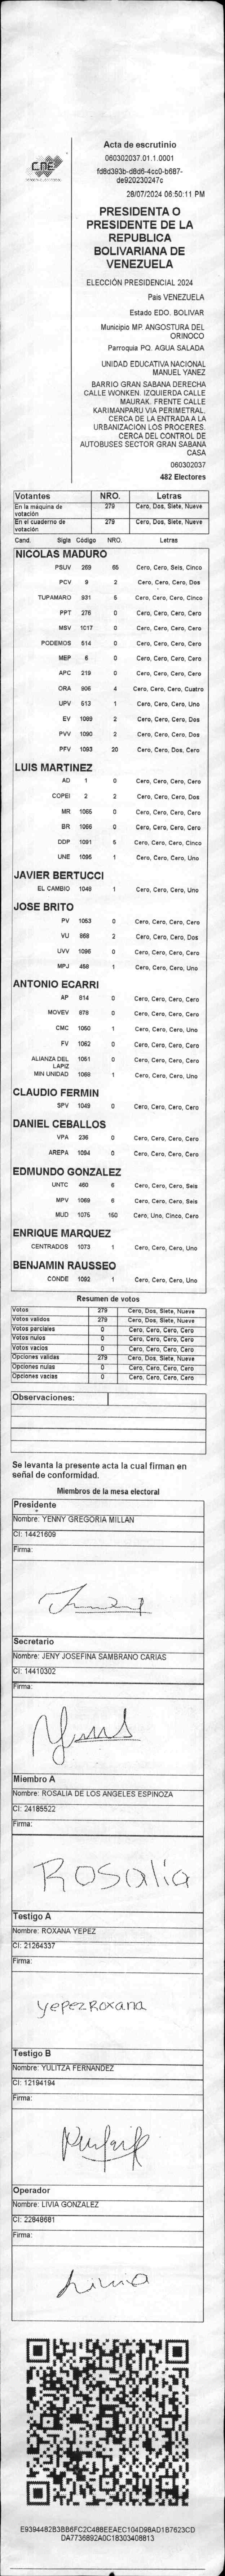 CNE
Acta de escrutinio
060302037.01.1.0001
fd8d393b-d8d6-4cc0-b687-
de920230247c
28/07/2024 06:50:11 PM
PRESIDENTA O
PRESIDENTE DE LA
REPUBLICA
BOLIVARIANA DE
VENEZUELA
ELECCIÓN PRESIDENCIAL 2024
Pais VENEZUELA
Estado EDO. BOLIVAR
Municipio MP. ANGOSTURA DEL
ORINOCO
Parroquia PQ. AGUA SALADA
UNIDAD EDUCATIVA NACIONAL
MANUEL YANEZ
BARRIO GRAN SABANA DERECHA
CALLE WONKEN. IZQUIERDA CALLE
MAURAK. FRENTE CALLE
KARIMANPARU VIA PERIMETRAL.
CERCA DE LA ENTRADA A LA
URBANIZACION LOS PROCERES.
CERCA DEL CONTROL DE
AUTOBUSES SECTOR GRAN SABANA
CASA
060302037
482 Electores
Votantes NRO. Letras
En la máquina de votación 279 Cero, Dos, Siete, Nueve
En el cuaderno de votación 279 Cero, Dos, Siete, Nueve
Cand. Sigla Código NRO. Letras
NICOLAS MADURO
PSUV 269 65 Cero, Cero, Seis, Cinco
PCV 9 2 Cero, Cero, Cero, Dos
TUPAMARO 931 5 Cero, Cero, Cero, Cinco
PPT 276 0 Cero, Cero, Cero, Cero
MSV 1017 0 Cero, Cero, Cero, Cero
PODEMOS 514 0 Cero, Cero, Cero, Cero
MEP 6 0 Cero, Cero, Cero, Cero
APC 219 0 Cero, Cero, Cero, Cero
ORA 906 4 Cero, Cero, Cero, Cuatro
UPV 513 1 Cero, Cero, Cero, Uno
EV 1089 2 Cero, Cero, Cero, Dos
PVV 1090 2 Cero, Cero, Cero, Dos
PFV 1093 20 Cero, Cero, Dos, Cero
LUIS MARTINEZ
AD 1 0 Cero, Cero, Cero, Cero
COPEI 2 2 Cero, Cero, Cero, Dos
MR 1065 0 Cero, Cero, Cero, Cero
BR 1066 0 Cero, Cero, Cero, Cero
DDP 1091 5 Cero, Cero, Cero, Cinco
UNE 1095 1 Cero, Cero, Cero, Uno
JAVIER BERTUCCI
EL CAMBIO 1048 1 Cero, Cero, Cero, Uno
JOSE BRITO
PV 1053 0 Cero, Cero, Cero, Cero
VU 868 2 Cero, Cero, Cero, Dos
UVV 1096 0 Cero, Cero, Cero, Cero
MPJ 458 1 Cero, Cero, Cero, Uno
ANTONIO ECARRI
AP 814 0 Cero, Cero, Cero, Cero
MOVEV 878 0 Cero, Cero, Cero, Cero
CMC 1050 1 Cero, Cero, Cero, Uno
FV 1062 0 Cero, Cero, Cero, Cero
ALIANZA DEL LAPIZ 1051 0 Cero, Cero, Cero, Cero
MIN UNIDAD 1068 1 Cero, Cero, Cero, Uno
CLAUDIO FERMIN
SPV 1049 0 Cero, Cero, Cero, Cero
DANIEL CEBALLOS
VPA 236 0 Cero, Cero, Cero, Cero
AREPA 1094 0 Cero, Cero, Cero, Cero
EDMUNDO GONZALEZ
UNTC 460 6 Cero, Cero, Cero, Seis
MPV 1069 6 Cero, Cero, Cero, Seis
MUD 1075 150 Cero, Uno, Cinco, Cero
ENRIQUE MARQUEZ
CENTRADOS 1073 1 Cero, Cero, Cero, Uno
BENJAMIN RAUSSEO
CONDE 1092 1 Cero, Cero, Cero, Uno
Resumen de votos
Votos 279 Cero, Dos, Siete, Nueve
Votos validos 279 Cero, Dos, Siete, Nueve
Votos parciales 0 Cero, Cero, Cero, Cero
Votos nulos 0 Cero, Cero, Cero, Cero
Votos vacios 0 Cero, Cero, Cero, Cero
Opciones validas 279 Cero, Dos, Siete, Nueve
Opciones nulas 0 Cero, Cero, Cero, Cero
Opciones vacias 0 Cero, Cero, Cero, Cero
Observaciones:
Se levanta la presente acta la cual firman en
señal de conformidad.
Miembros de la mesa electoral
Presidente
Nombre: YENNY GREGORIA MILLAN
CI: 14421609
Firma:
Secretario
Nombre: JENY JOSEFINA SAMBRANO CARIAS
CI: 14410302
Firma:
Miembro A
Nombre: ROSALIA DE LOS ANGELES ESPINOZA
CI: 24185522
Firma:
Rosalia
Testigo A
Nombre: ROXANA YEPEZ
CI: 21264337
Firma:
Yepez Roxana
Testigo B
Nombre: YULITZA FERNANDEZ
CI: 12194194
Firma:
Operador
Nombre: LIVIA GONZALEZ
CI: 22848681
Firma:
Livia
E9394482B3BB6FC2C48BEEAEC104D98AD1B7623CD
DA7736892A0C18303408813